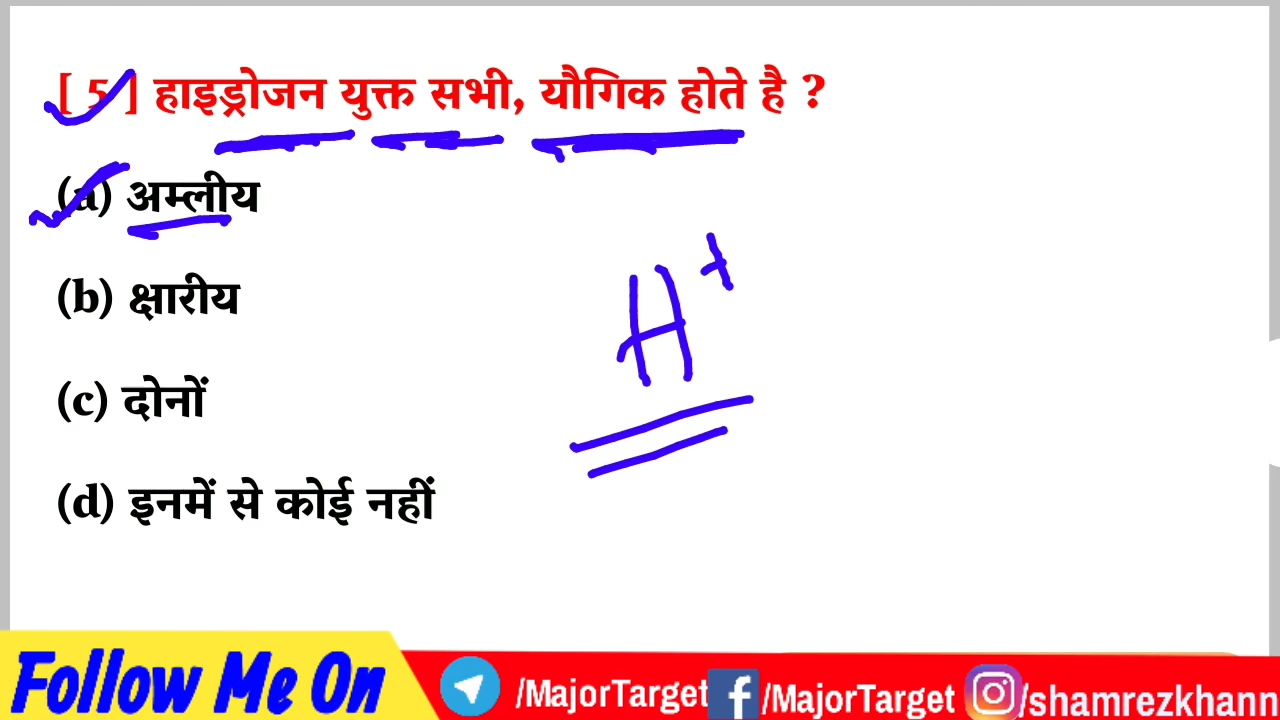 [ 5 ] हाइड्रोजन युक्त सभी, यौगिक होते है ?
(a) अम्लीय
(b) क्षारीय
H+
(c) दोनों
(d) इनमें से कोई नहीं
Follow Me On /MajorTarget /MajorTarget /shamrezkhann